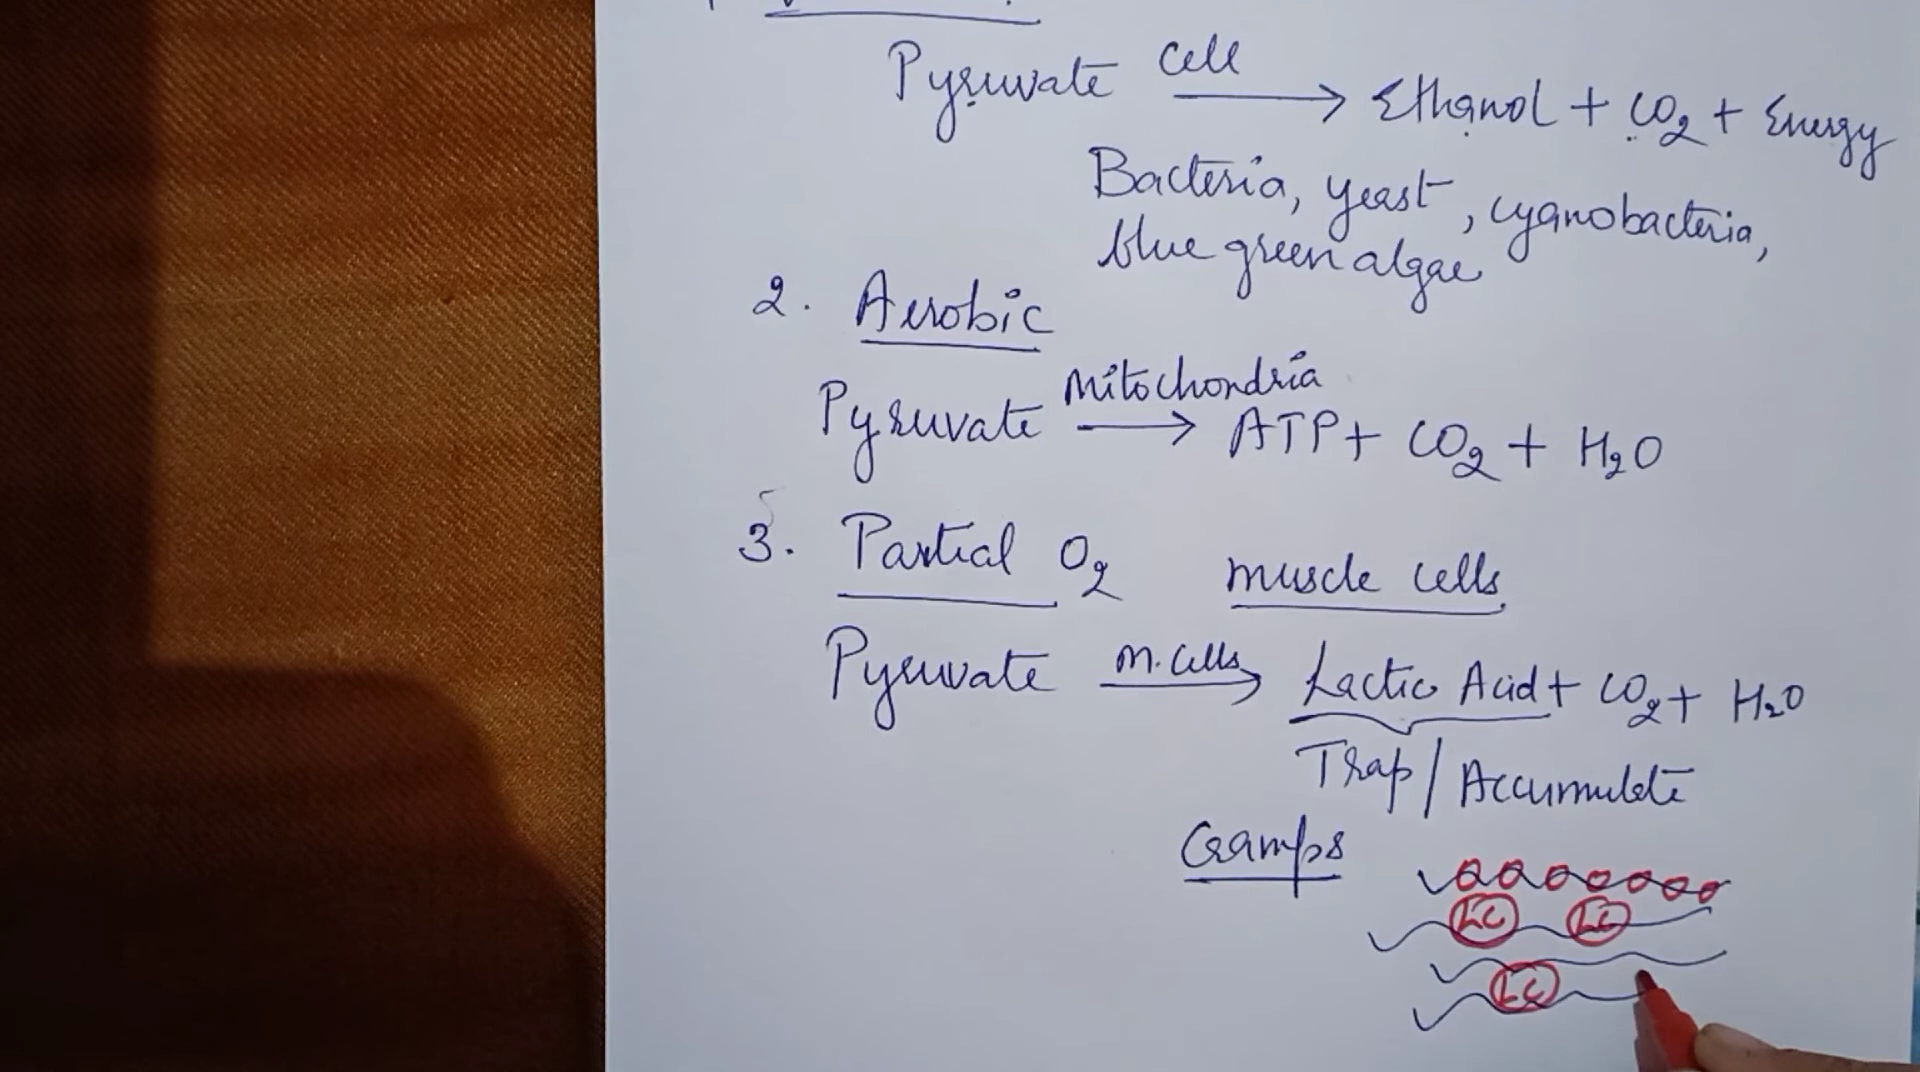 Pyruvate cell → Ethanol + CO2 + Energy
Bacteria, yeast, cyanobacteria,
blue green algae
2. Aerobic
Pyruvate Mitochondria → ATP + CO2 + H2O
3. Partial O2 muscle cells
Pyruvate M. Cells → Lactic Acid + CO2 + H2O
Trap / Accumulate
Cramps
LC LC
LC